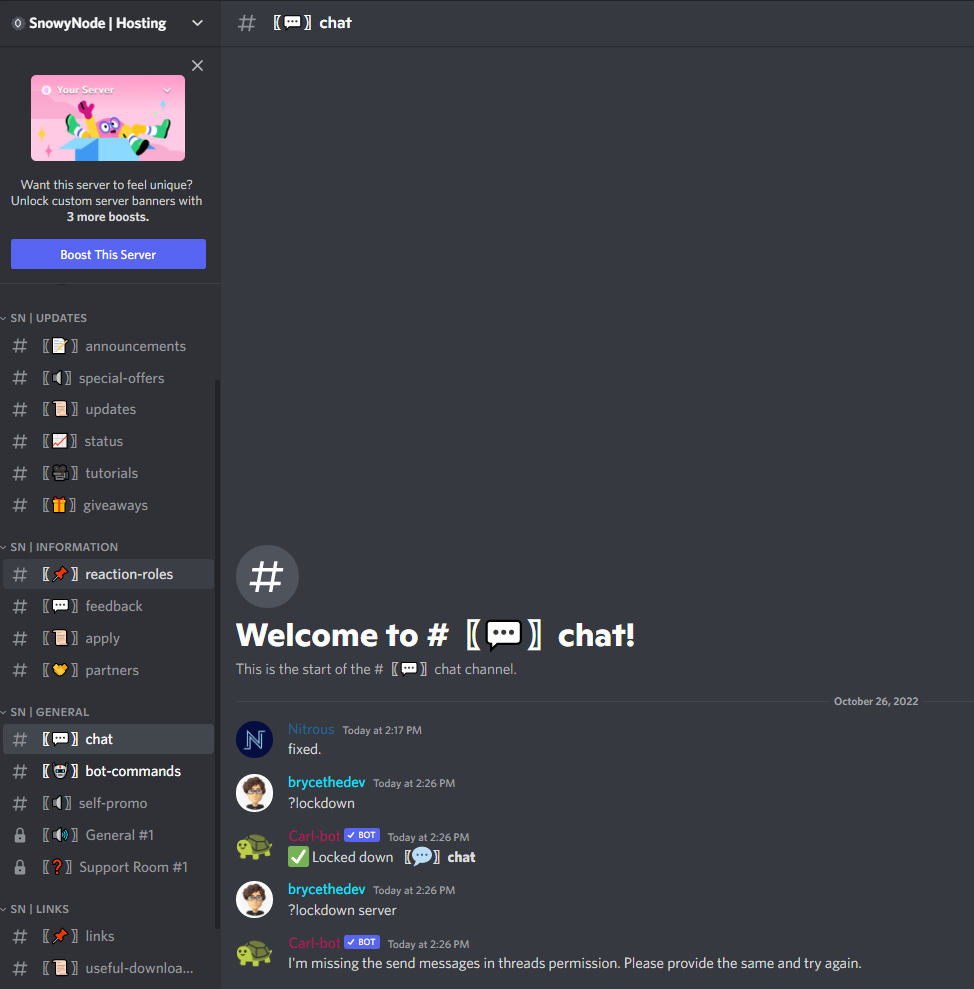 SnowyNode | Hosting
Your Server
Want this server to feel unique?
Unlock custom server banners with
3 more boosts.
Boost This Server
SN | UPDATES
# 〚📝〛announcements
# 〚🔈〛special-offers
# 〚📜〛updates
# 〚📈〛status
# 〚🎥〛tutorials
# 〚🎁〛giveaways
SN | INFORMATION
# 〚📌〛reaction-roles
# 〚💬〛feedback
# 〚📜〛apply
# 〚🤝〛partners
SN | GENERAL
# 〚💬〛chat
# 〚🤖〛bot-commands
# 〚🔈〛self-promo
〚🔊〛General #1
〚❓〛Support Room #1
SN | LINKS
# 〚📌〛links
# 〚📜〛useful-downloa...
# 〚💬〛chat
#
Welcome to # 〚💬〛chat!
This is the start of the # 〚💬〛chat channel.
October 26, 2022
Nitrous Today at 2:17 PM
fixed.
brycethedev Today at 2:26 PM
?lockdown
Carl-bot ✓ BOT Today at 2:26 PM
✅ Locked down 〚💬〛chat
brycethedev Today at 2:26 PM
?lockdown server
Carl-bot ✓ BOT Today at 2:26 PM
I'm missing the send messages in threads permission. Please provide the same and try again.